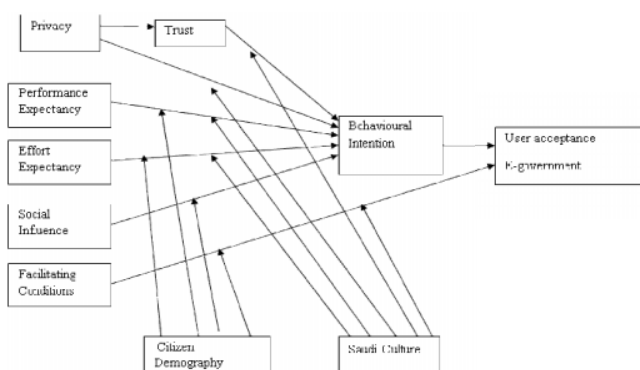 Privacy
Trust
Performance
Expectancy
Behavioural
Intention
User acceptance
E-government
Effort
Expectancy
Social
Infuence
Facilitating
Conditions
Citizen
Demography
Saudi Culture